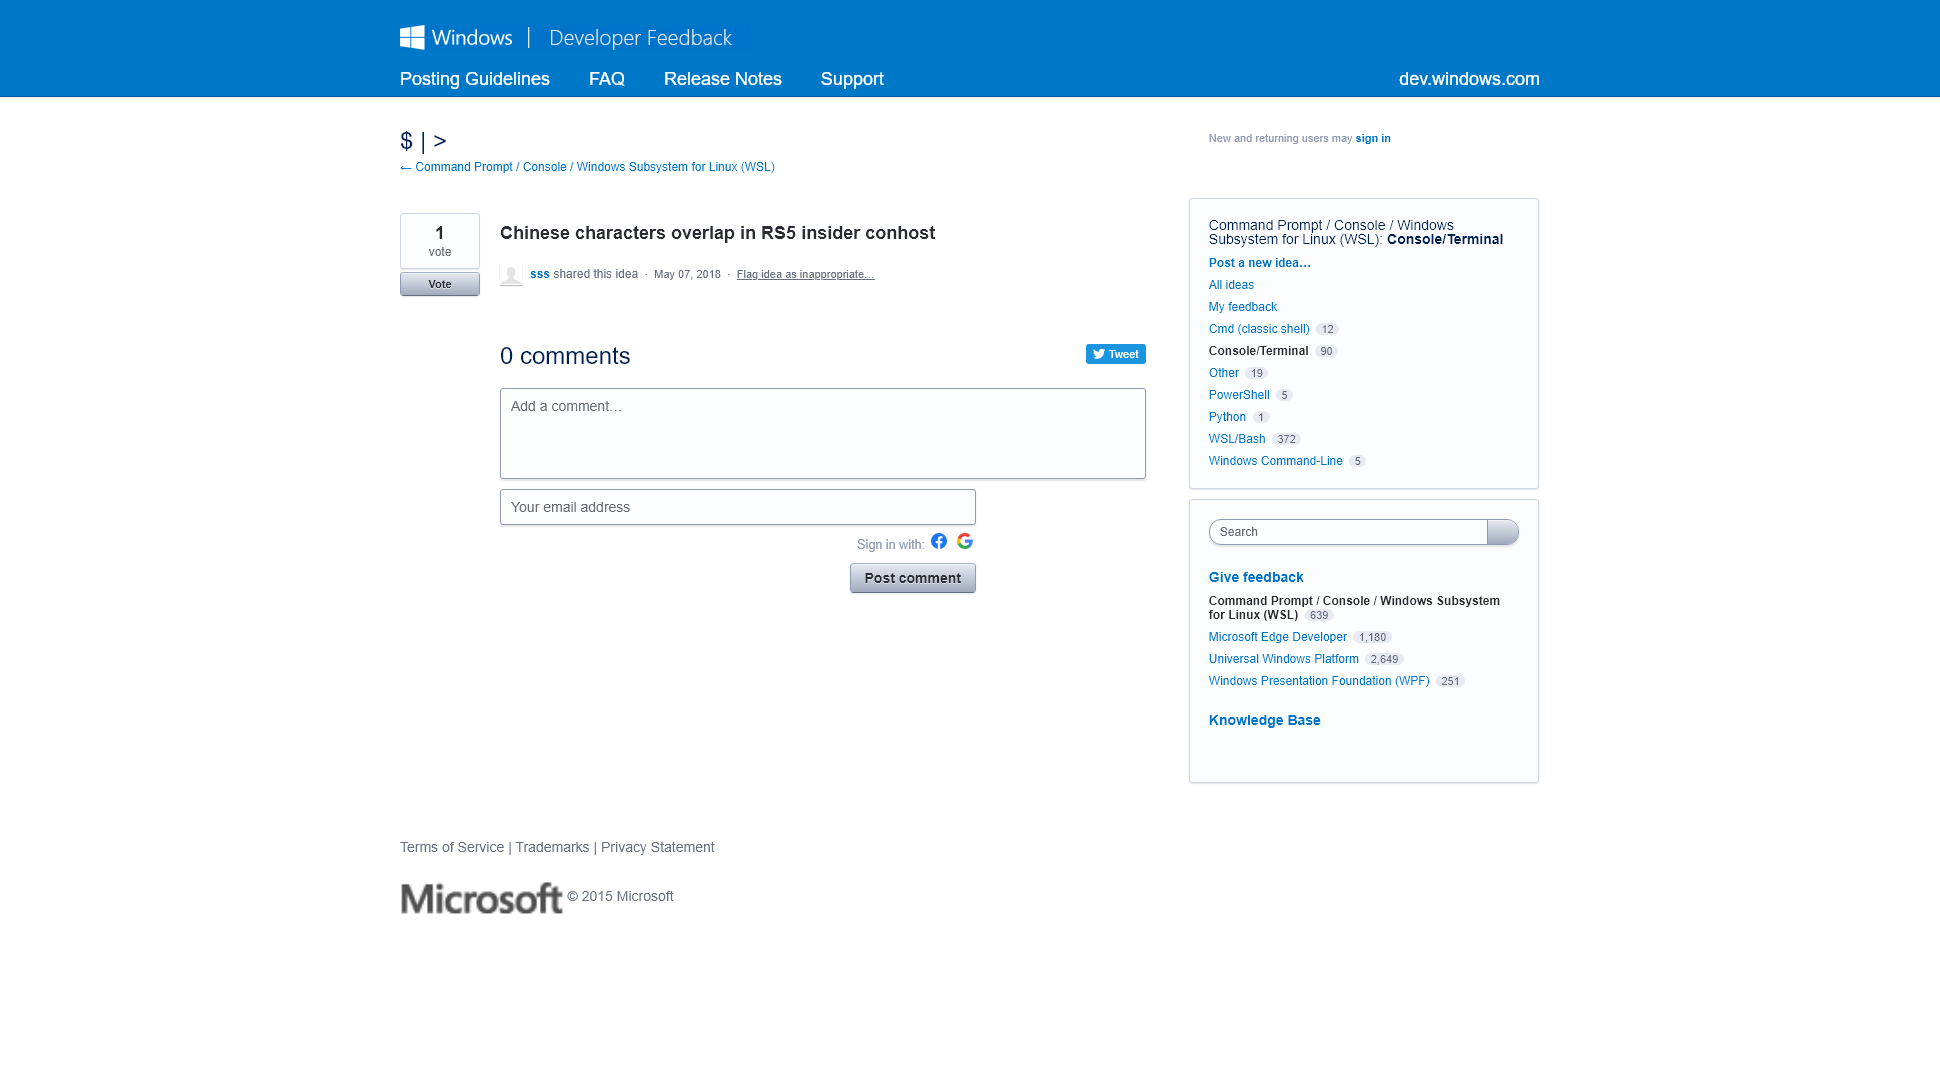 Windows | Developer Feedback
Posting Guidelines FAQ Release Notes Support dev.windows.com
$ | >
← Command Prompt / Console / Windows Subsystem for Linux (WSL)
New and returning users may sign in
1
vote
Vote
Chinese characters overlap in RS5 insider conhost
sss shared this idea · May 07, 2018 · Flag idea as inappropriate…
0 comments
Tweet
Add a comment…
Your email address
Sign in with:
Post comment
Command Prompt / Console / Windows
Subsystem for Linux (WSL): Console/Terminal
Post a new idea…
All ideas
My feedback
Cmd (classic shell) 12
Console/Terminal 90
Other 19
PowerShell 5
Python 1
WSL/Bash 372
Windows Command-Line 5
Search
Give feedback
Command Prompt / Console / Windows Subsystem
for Linux (WSL) 639
Microsoft Edge Developer 1,180
Universal Windows Platform 2,649
Windows Presentation Foundation (WPF) 251
Knowledge Base
Terms of Service | Trademarks | Privacy Statement
Microsoft © 2015 Microsoft